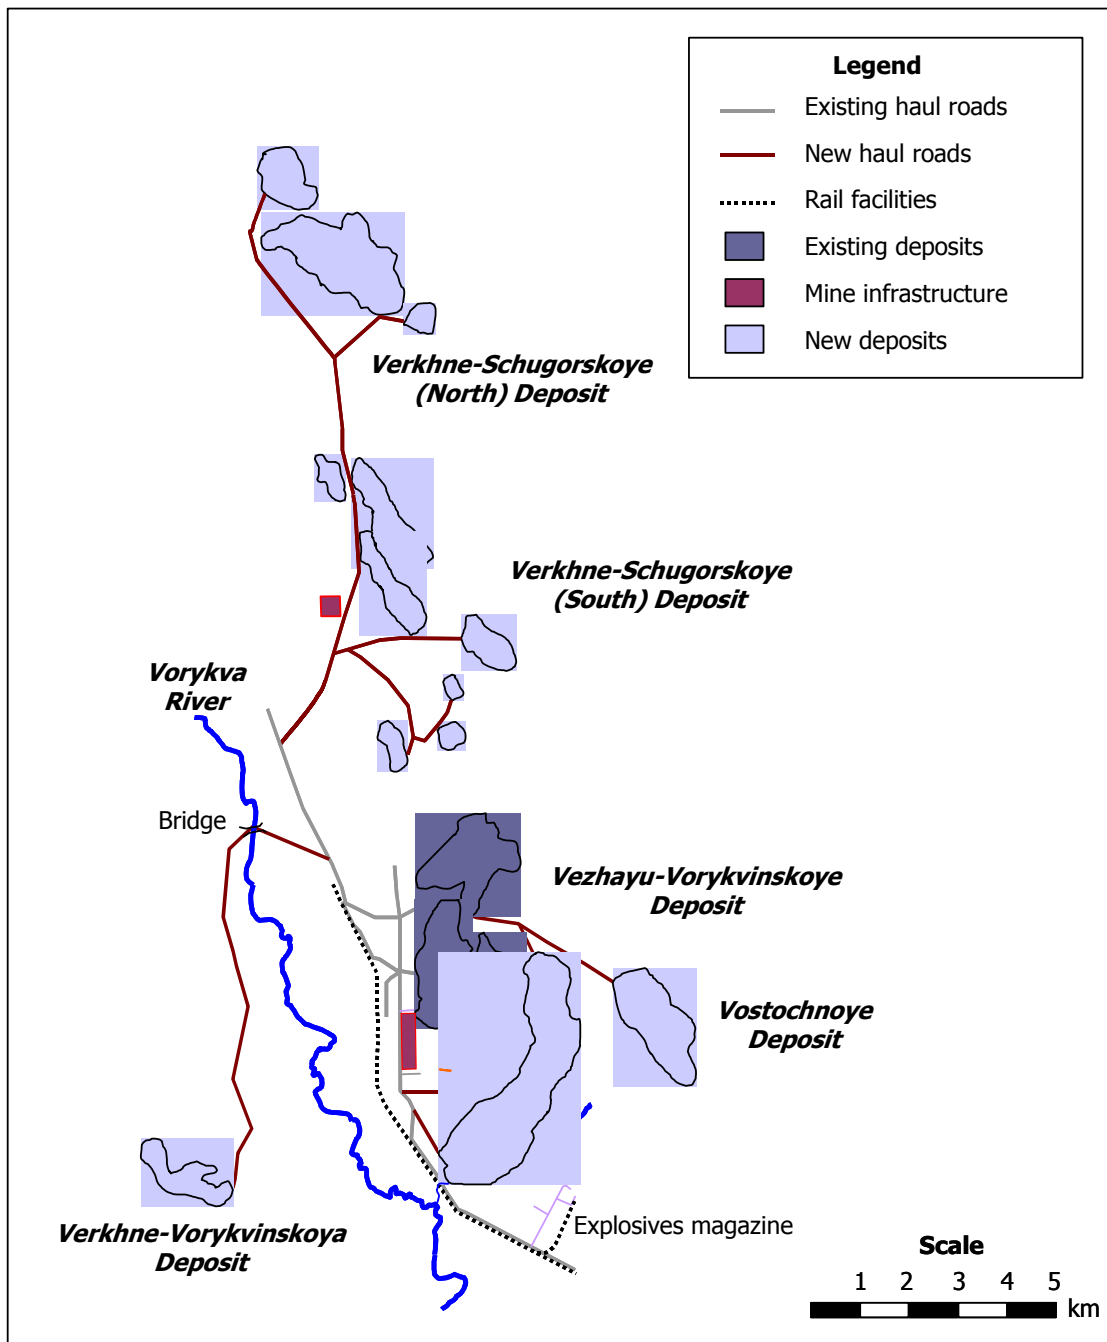 Legend
Existing haul roads
New haul roads
Rail facilities
Existing deposits
Mine infrastructure
New deposits
Verkhne-Schugorskoye
(North) Deposit
Verkhne-Schugorskoye
(South) Deposit
Vorykva
River
Bridge
Vezhayu-Vorykvinskoye
Deposit
Vostochnoye
Deposit
Explosives magazine
Verkhne-Vorykvinskoya
Deposit
Scale
1 2 3 4 5
km